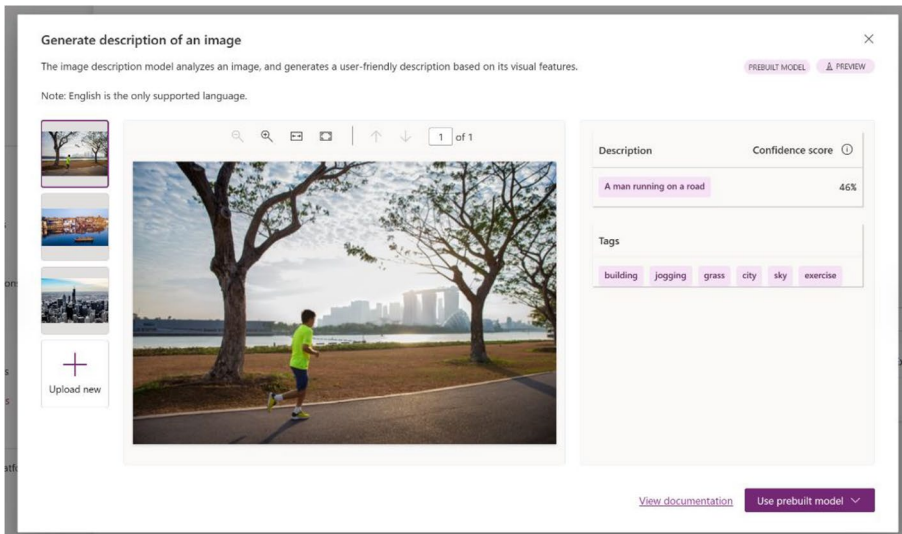 Generate description of an image
The image description model analyzes an image, and generates a user-friendly description based on its visual features.
PREBUILT MODEL
PREVIEW
Note: English is the only supported language.
1 of 1
Description
Confidence score
A man running on a road
46%
Tags
building
jogging
grass
city
sky
exercise
Upload new
View documentation
Use prebuilt model